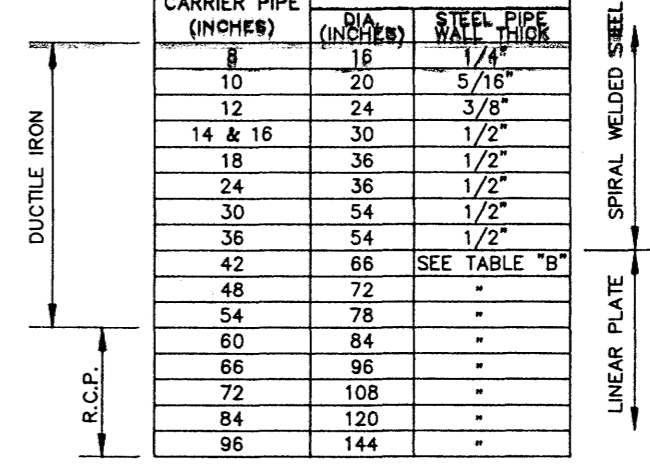 CARRIER PIPE
(INCHES)
DIA.
(INCHES)
STEEL PIPE
WALL THICK
8 16 1/4"
10 20 5/16"
12 24 3/8"
14 & 16 30 1/2"
18 36 1/2"
24 36 1/2"
30 54 1/2"
36 54 1/2"
42 66 SEE TABLE "B"
48 72 "
54 78 "
60 84 "
66 96 "
72 108 "
84 120 "
96 144 "
DUCTILE IRON
R.C.P.
SPIRAL WELDED STEEL
LINEAR PLATE